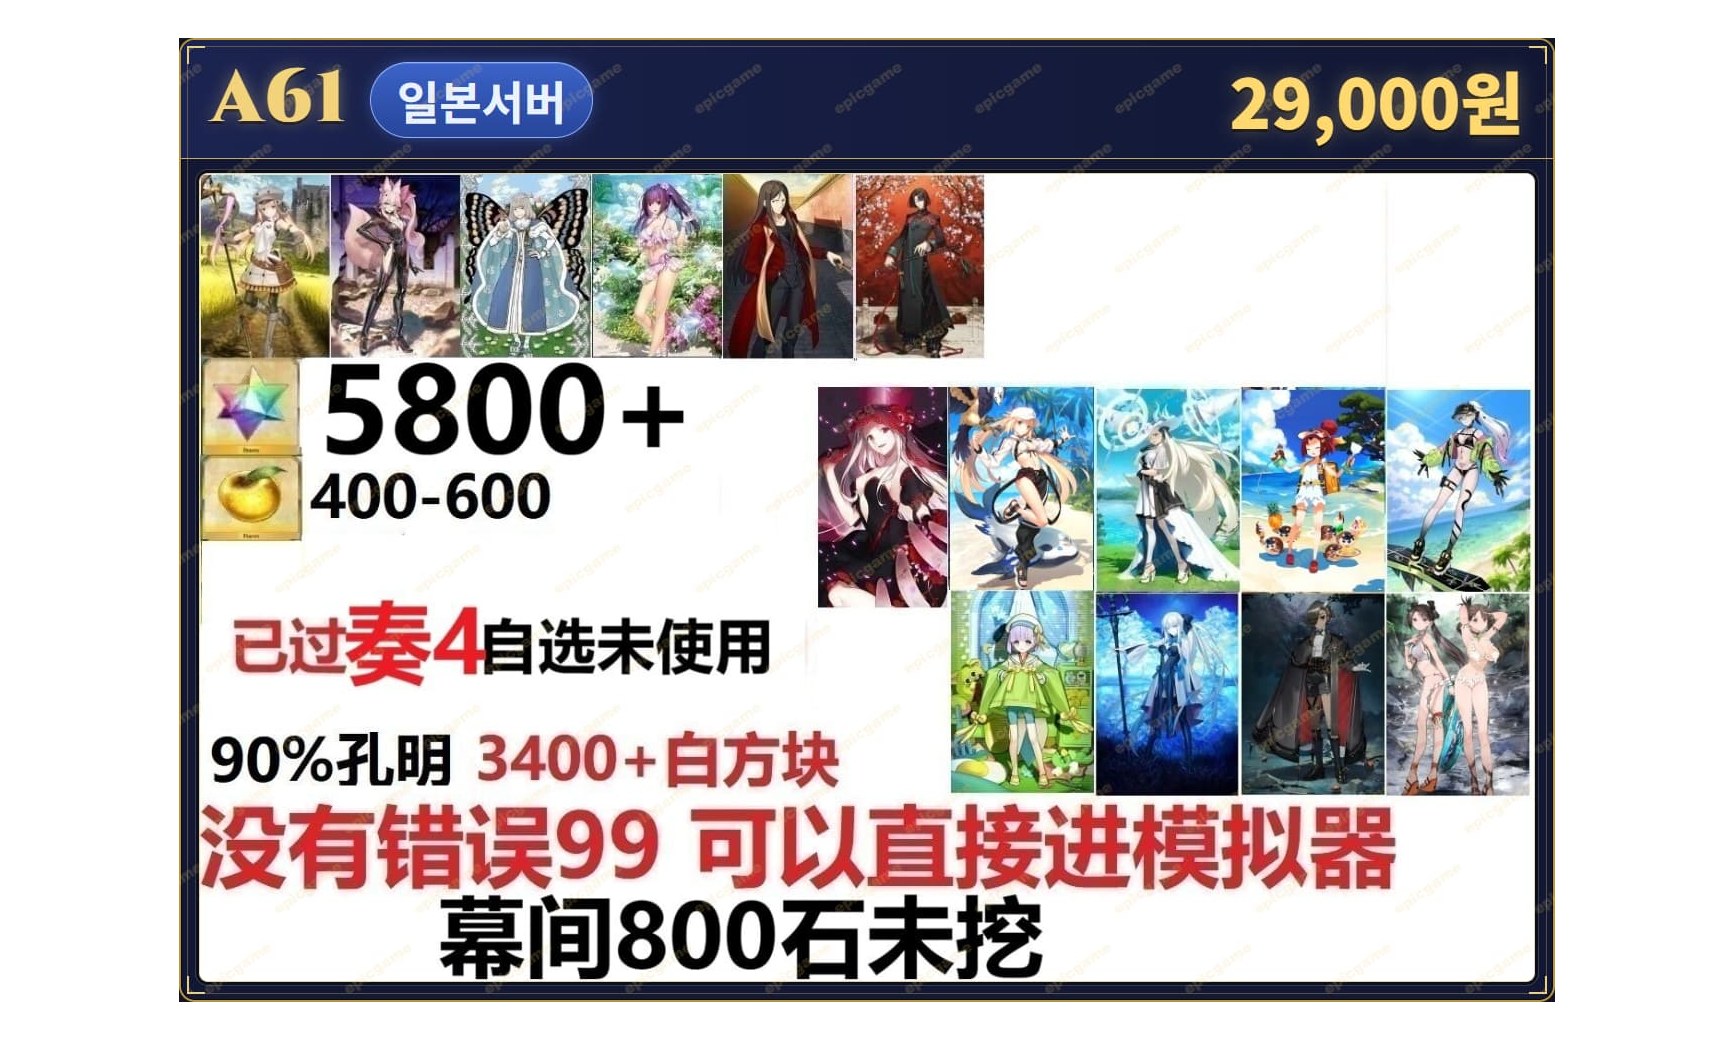 A61 일본서버 29,000원
5800+
400-600
已过奏4自选未使用
90%孔明 3400+白方块
没有错误99 可以直接进模拟器
幕间800石未挖
epicgame